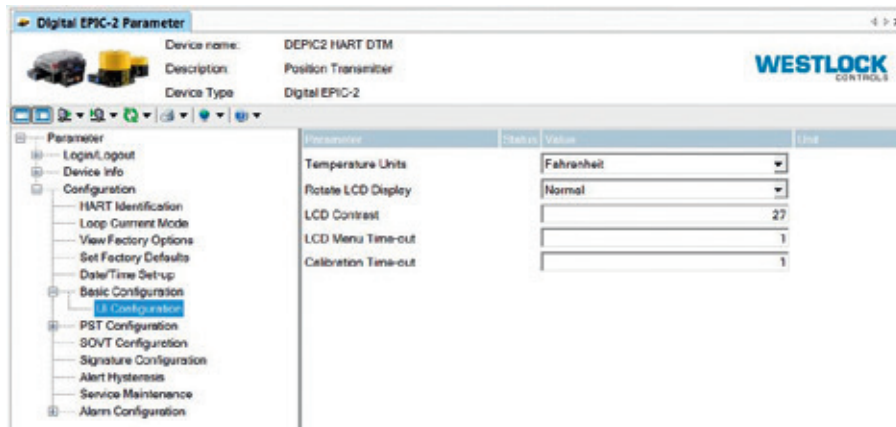 Digital EPIC-2 Parameter
Device name: DEPIC2 HART DTM
Description Position Transmitter
Device Type Digital EPIC-2
WESTLOCK
CONTROLS
Parameter
Login/Logout
Device Info
Configuration
HART Identification
Loop Currrent Mode
View Factory Options
Set Factory Defaults
Date/Time Set-up
Basic Configuration
UI Configuration
PST Configuration
SOVT Configuration
Signature Configuration
Alert Hysteresis
Service Maintenance
Alarm Configuration
Parameter Status Value Unit
Temperature Units Fahrenheit
Rotate LCD Display Normal
LCD Contrast 27
LCD Menu Time-out 1
Calibration Time-out 1